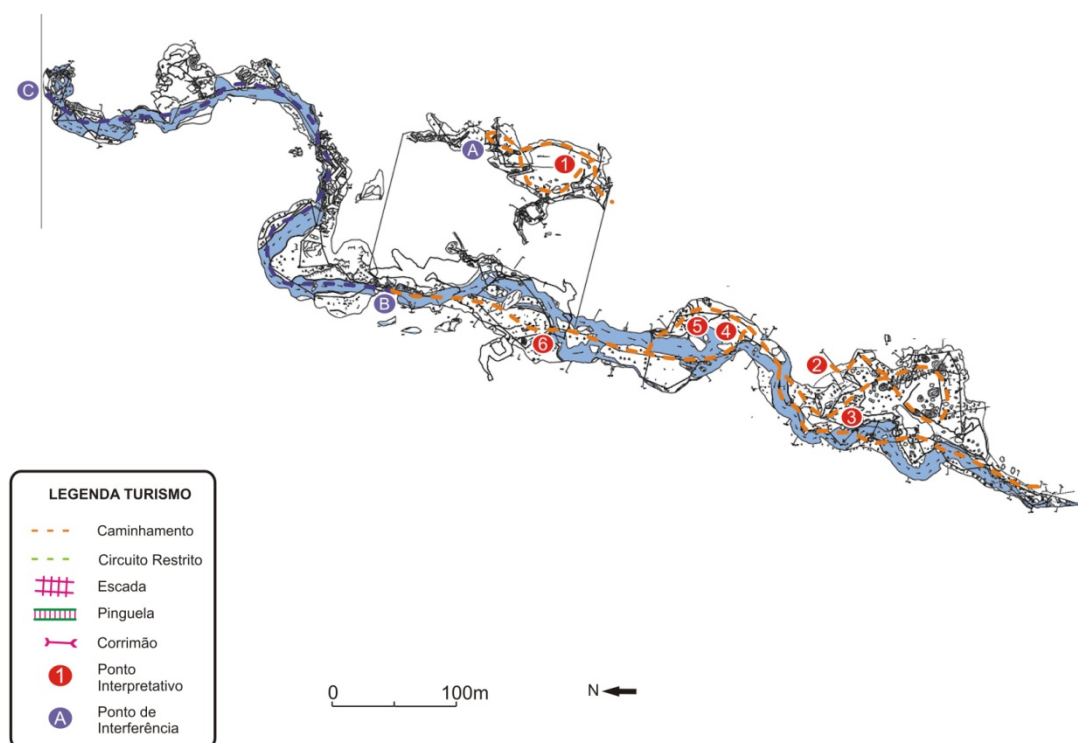 C
A
1
B
6
5
4
2
3
LEGENDA TURISMO
Caminhamento
Circuito Restrito
Escada
Pinguela
Corrimão
1 Ponto
Interpretativo
A Ponto de
Interferência
0 100m
N